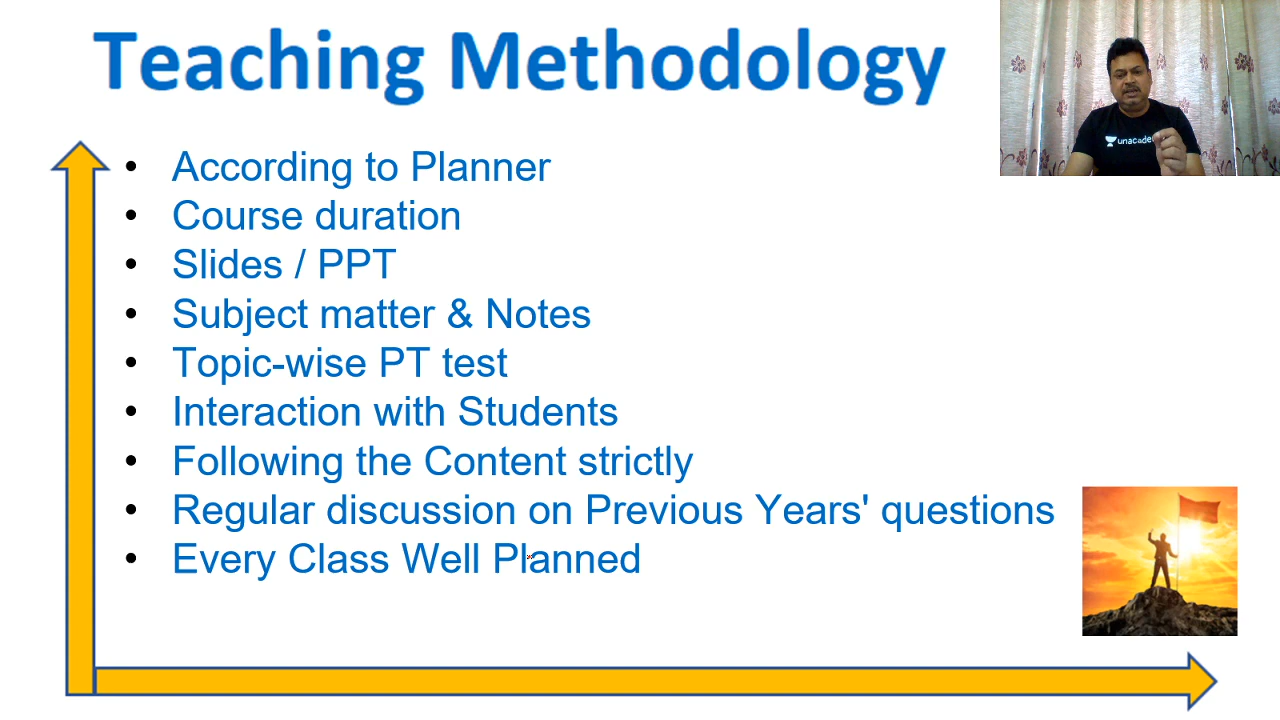 Teaching Methodology
unacade
• According to Planner
• Course duration
• Slides / PPT
• Subject matter & Notes
• Topic-wise PT test
• Interaction with Students
• Following the Content strictly
• Regular discussion on Previous Years' questions
• Every Class Well Planned